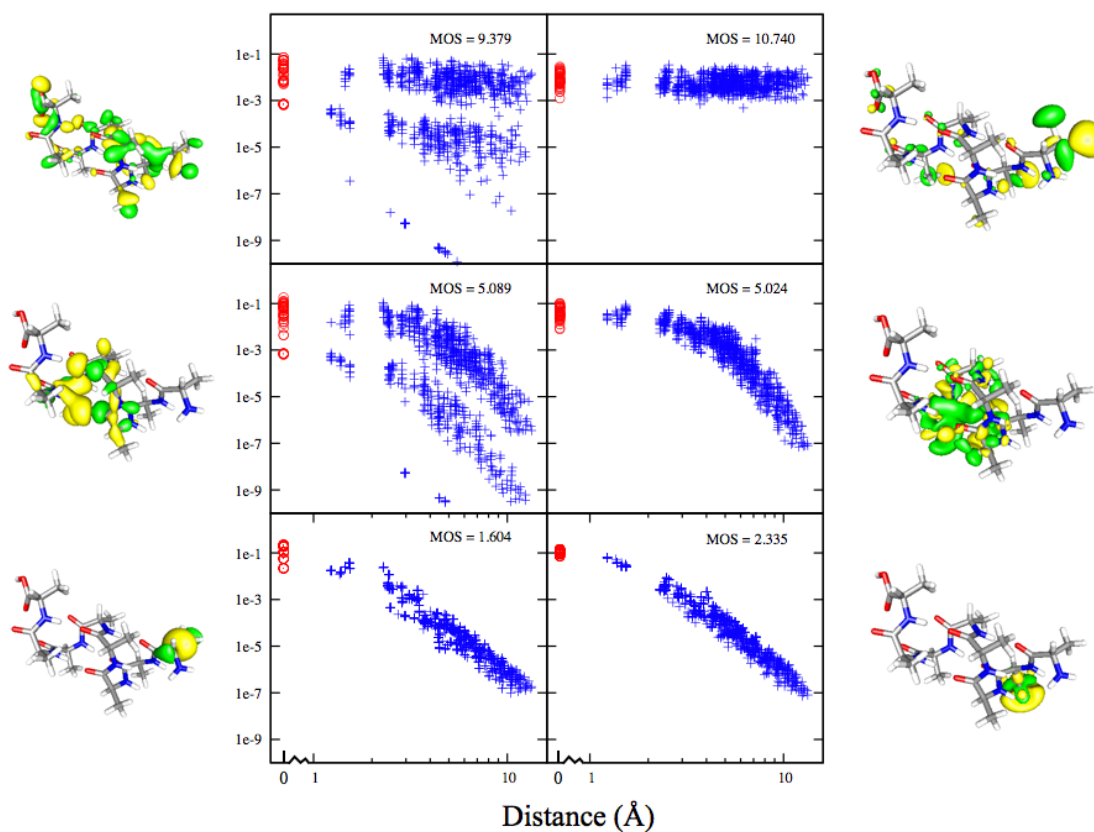 MOS = 9.379
MOS = 10.740
1e-1
1e-3
1e-5
1e-7
1e-9
MOS = 5.089
MOS = 5.024
1e-1
1e-3
1e-5
1e-7
1e-9
MOS = 1.604
MOS = 2.335
1e-1
1e-3
1e-5
1e-7
1e-9
0 1 10 0 1 10
Distance (Å)